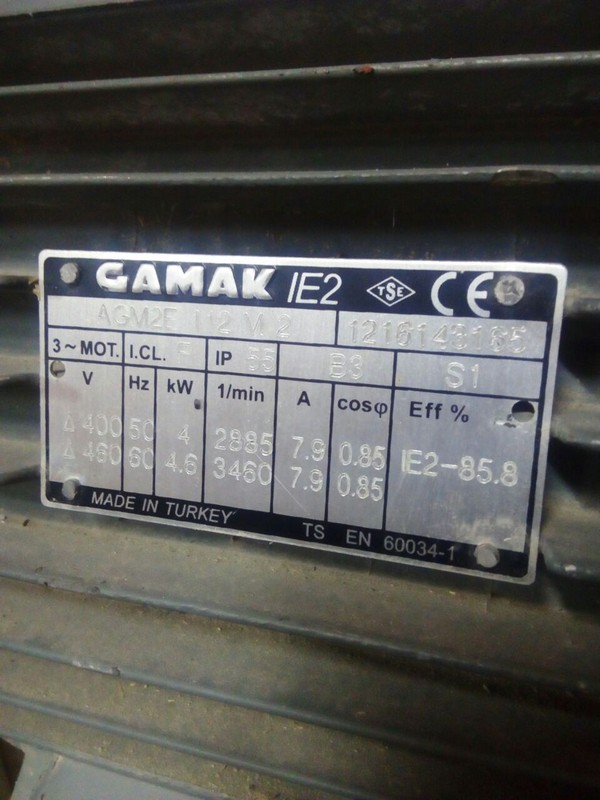 GAMAK IE2 TSE CE
AGM2E 112 M 2 1216143165
3~MOT. I.CL. F IP 55 B3 S1
V Hz kW 1/min A cosφ Eff %
Δ 400 50 4 2885 7.9 0.85 IE2-85.8
Δ 460 60 4.6 3460 7.9 0.85
MADE IN TURKEY TS EN 60034-1